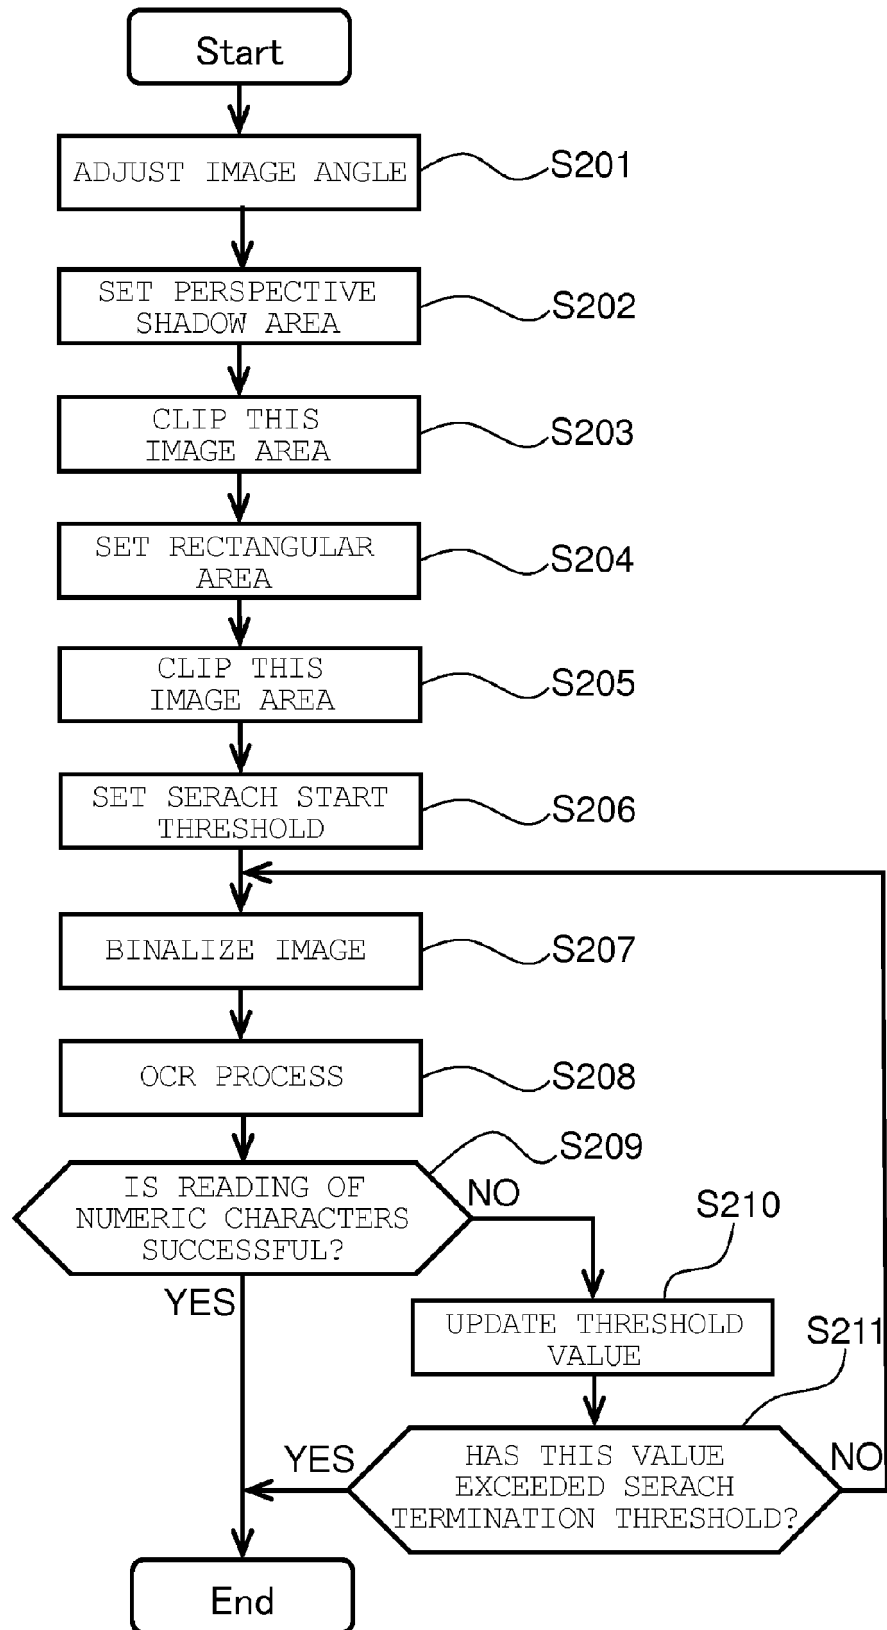 Start
ADJUST IMAGE ANGLE
S201
SET PERSPECTIVE
SHADOW AREA
S202
CLIP THIS
IMAGE AREA
S203
SET RECTANGULAR
AREA
S204
CLIP THIS
IMAGE AREA
S205
SET SERACH START
THRESHOLD
S206
BINALIZE IMAGE
S207
OCR PROCESS
S208
S209
IS READING OF
NUMERIC CHARACTERS
SUCCESSFUL?
NO
YES
S210
UPDATE THRESHOLD
VALUE
S211
HAS THIS VALUE
EXCEEDED SERACH
TERMINATION THRESHOLD?
YES
NO
End